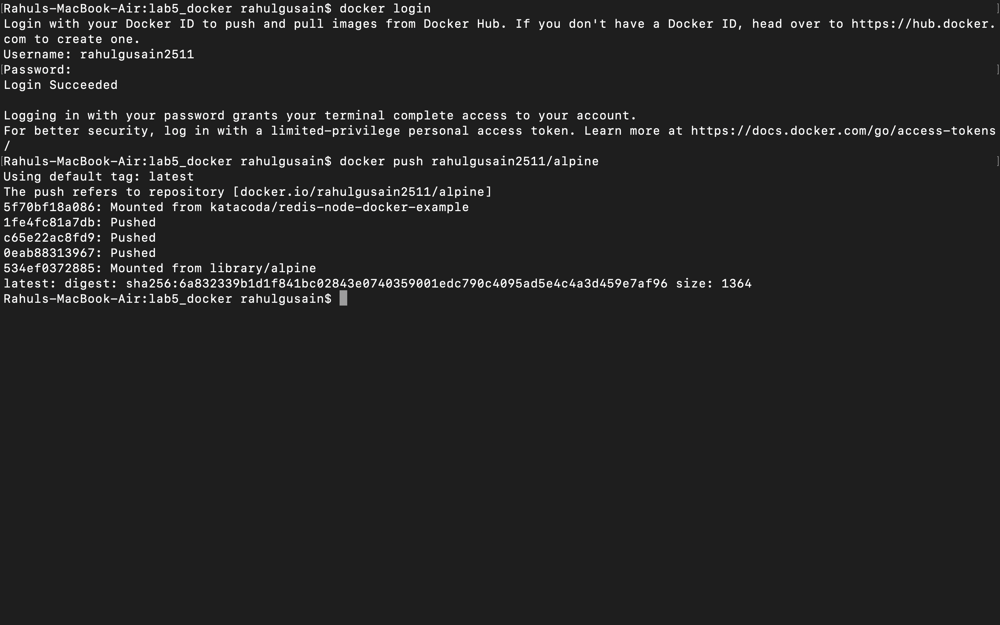 [Rahuls-MacBook-Air:lab5_docker rahulgusain$ docker login ]
Login with your Docker ID to push and pull images from Docker Hub. If you don't have a Docker ID, head over to https://hub.docker.
com to create one.
Username: rahulgusain2511
[Password: ]
Login Succeeded
Logging in with your password grants your terminal complete access to your account.
For better security, log in with a limited-privilege personal access token. Learn more at https://docs.docker.com/go/access-tokens
/
[Rahuls-MacBook-Air:lab5_docker rahulgusain$ docker push rahulgusain2511/alpine ]
Using default tag: latest
The push refers to repository [docker.io/rahulgusain2511/alpine]
5f70bf18a086: Mounted from katacoda/redis-node-docker-example
1fe4fc81a7db: Pushed
c65e22ac8fd9: Pushed
0eab88313967: Pushed
534ef0372885: Mounted from library/alpine
latest: digest: sha256:6a832339b1d1f841bc02843e0740359001edc790c4095ad5e4c4a3d459e7af96 size: 1364
Rahuls-MacBook-Air:lab5_docker rahulgusain$